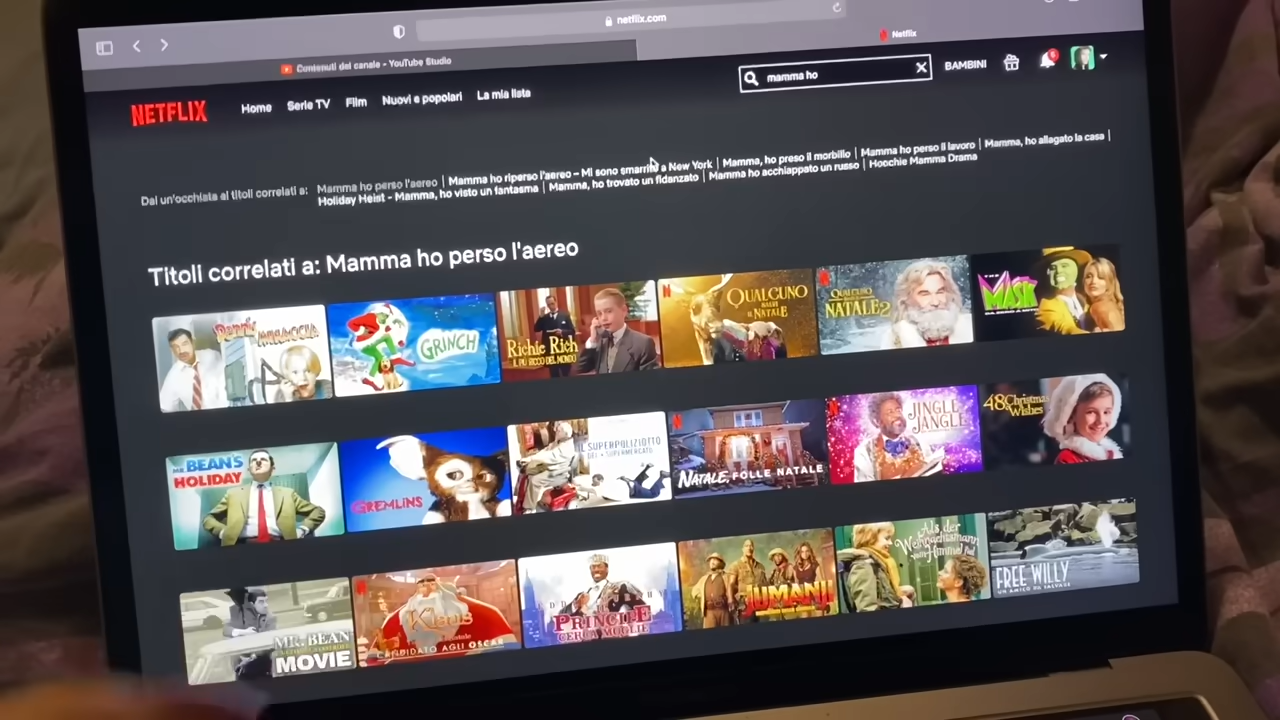 netflix.com
Contenuti del canale - YouTube Studio
Netflix
NETFLIX
Home Serie TV Film Nuovi e popolari La mia lista
mamma ho
BAMBINI
6
Dai un'occhiata ai titoli correlati a: Mamma ho perso l'aereo | Mamma ho riperso l'aereo – Mi sono smarrito a New York | Mamma, ho preso il morbillo | Mamma ho perso il lavoro | Mamma, ho allagato la casa |
Holiday Heist - Mamma, ho visto un fantasma | Mamma, ho trovato un fidanzato | Mamma ho acchiappato un russo | Hoochie Mamma Drama
Titoli correlati a: Mamma ho perso l'aereo
GRINCH
Richie Rich
IL PIÙ RICCO DEL MONDO
QUALCUNO
SALVI
IL NATALE
QUALCUNO
SALVI IL
NATALE 2
THE
MASK
MR. BEAN'S
HOLIDAY
GREMLINS
IL SUPERPOLIZIOTTO
DEL SUPERMERCATO
NATALE, FOLLE NATALE
JINGLE
JANGLE
48 Christmas
Wishes
MR. BEAN
MOVIE
Klaus
CANDIDATO AGLI OSCAR
PRINCIPE
CERCA MOGLIE
JUMANJI
Als der
Weihnachtsmann
vom Himmel fiel
FREE WILLY
UN AMICO DA SALVARE